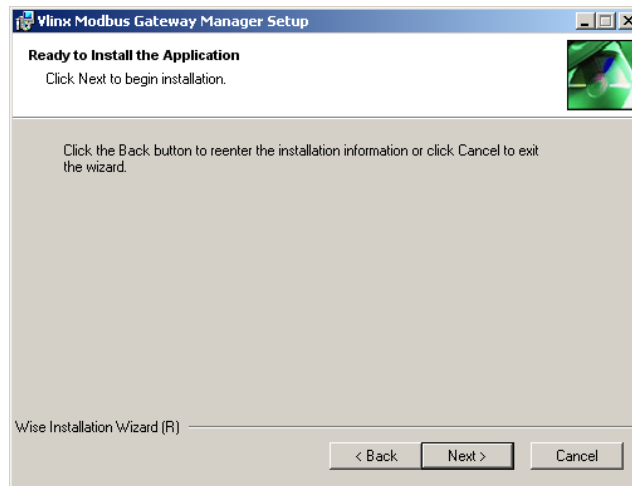 Vlinx Modbus Gateway Manager Setup
Ready to Install the Application
Click Next to begin installation.
Click the Back button to reenter the installation information or click Cancel to exit
the wizard.
Wise Installation Wizard (R)
< Back Next > Cancel